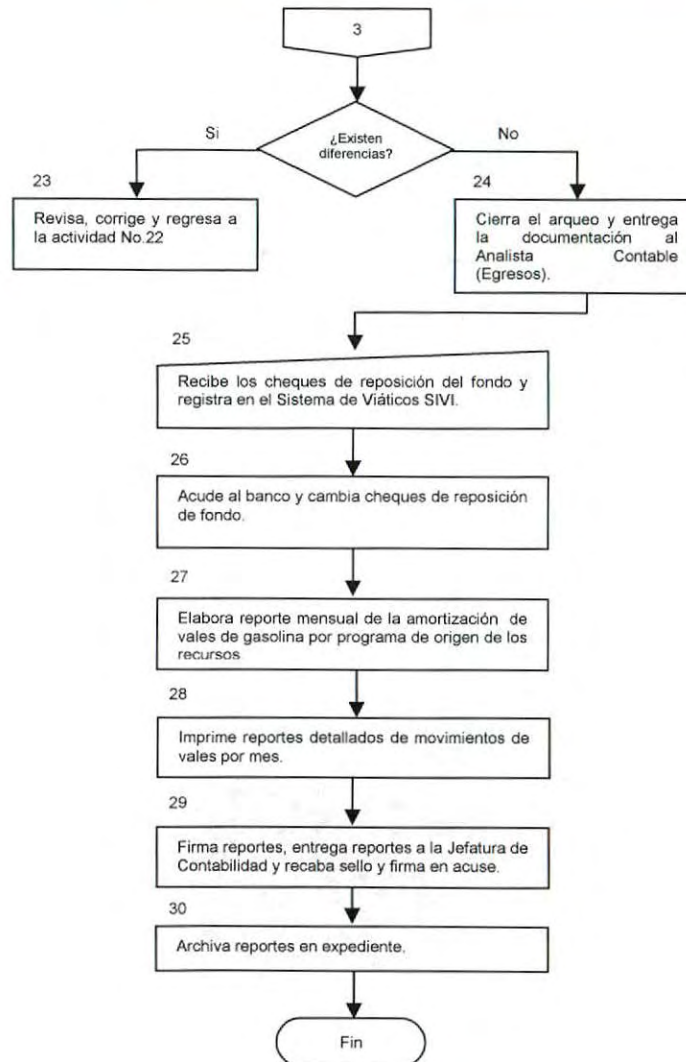 3
¿Existen
diferencias?
Si
No
23
Revisa, corrige y regresa a
la actividad No.22
24
Cierra el arqueo y entrega
la documentación al
Analista Contable
(Egresos).
25
Recibe los cheques de reposición del fondo y
registra en el Sistema de Viáticos SIVI.
26
Acude al banco y cambia cheques de reposición
de fondo.
27
Elabora reporte mensual de la amortización de
vales de gasolina por programa de origen de los
recursos
28
Imprime reportes detallados de movimientos de
vales por mes.
29
Firma reportes, entrega reportes a la Jefatura de
Contabilidad y recaba sello y firma en acuse.
30
Archiva reportes en expediente.
Fin